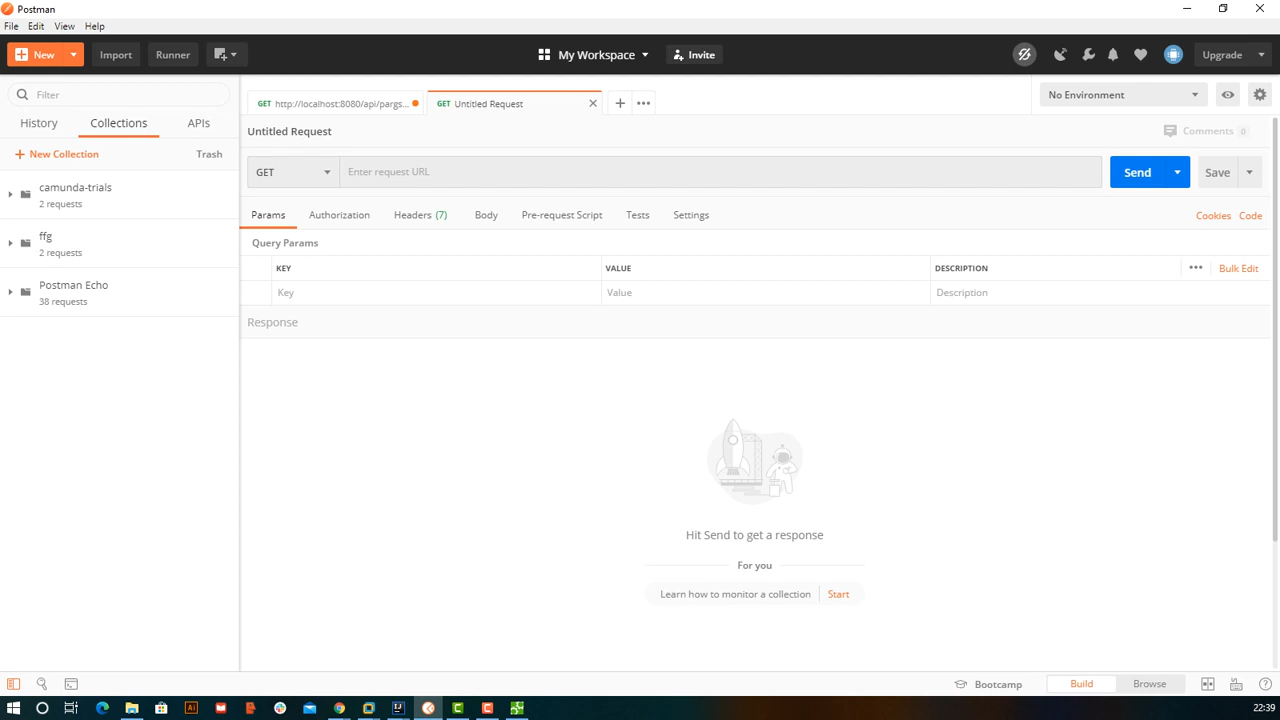 Postman
File Edit View Help
New Import Runner My Workspace Invite Upgrade
Filter
History Collections APIs
New Collection Trash
camunda-trials
2 requests
ffg
2 requests
Postman Echo
38 requests
GET http://localhost:8080/api/pargs... GET Untitled Request
No Environment
Untitled Request
Comments 0
GET Enter request URL Send Save
Params Authorization Headers (7) Body Pre-request Script Tests Settings Cookies Code
Query Params
KEY VALUE DESCRIPTION Bulk Edit
Key Value Description
Response
Hit Send to get a response
For you
Learn how to monitor a collection Start
Bootcamp Build Browse
Ai
22:39